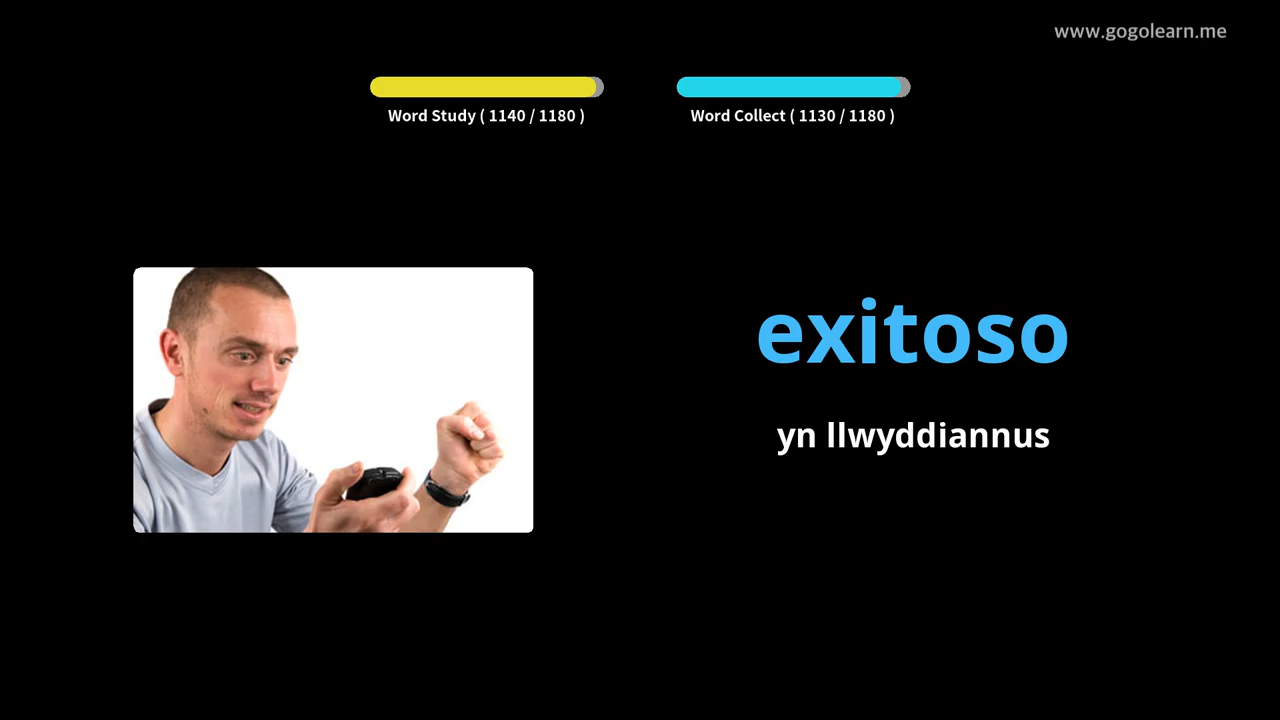 www.gogolearn.me
Word Study ( 1140 / 1180 )
Word Collect ( 1130 / 1180 )
exitoso
yn llwyddiannus